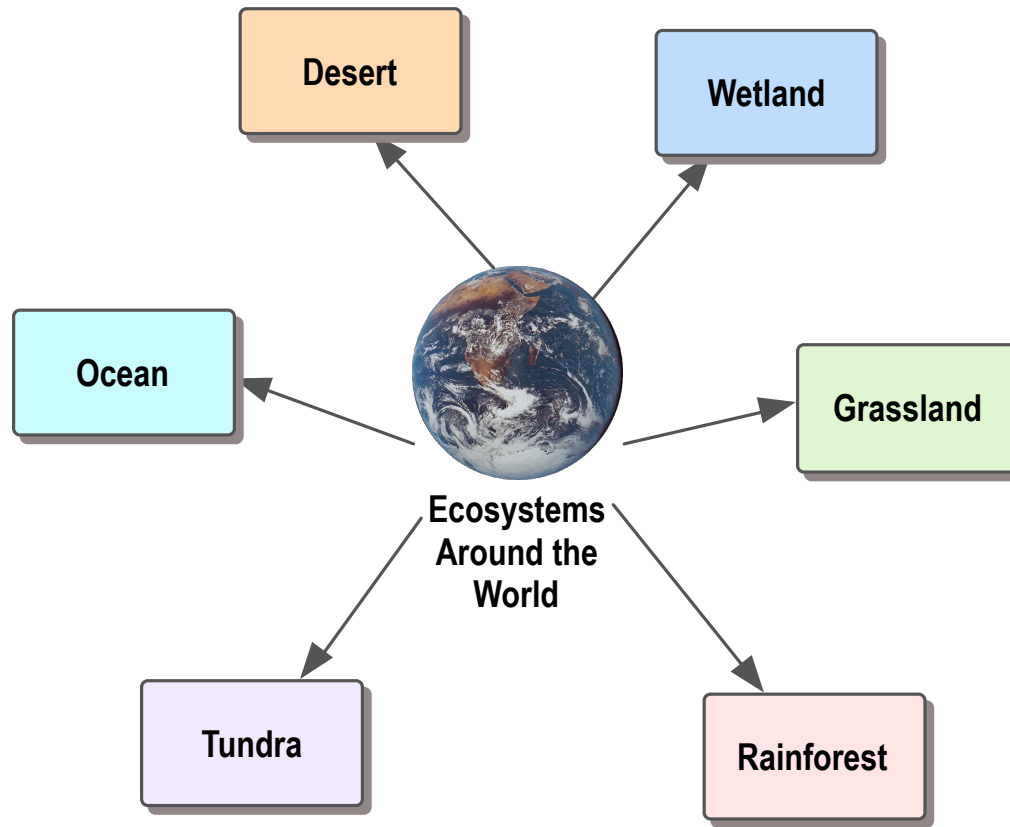 Desert
Wetland
Ocean
Grassland
Ecosystems
Around the
World
Tundra
Rainforest